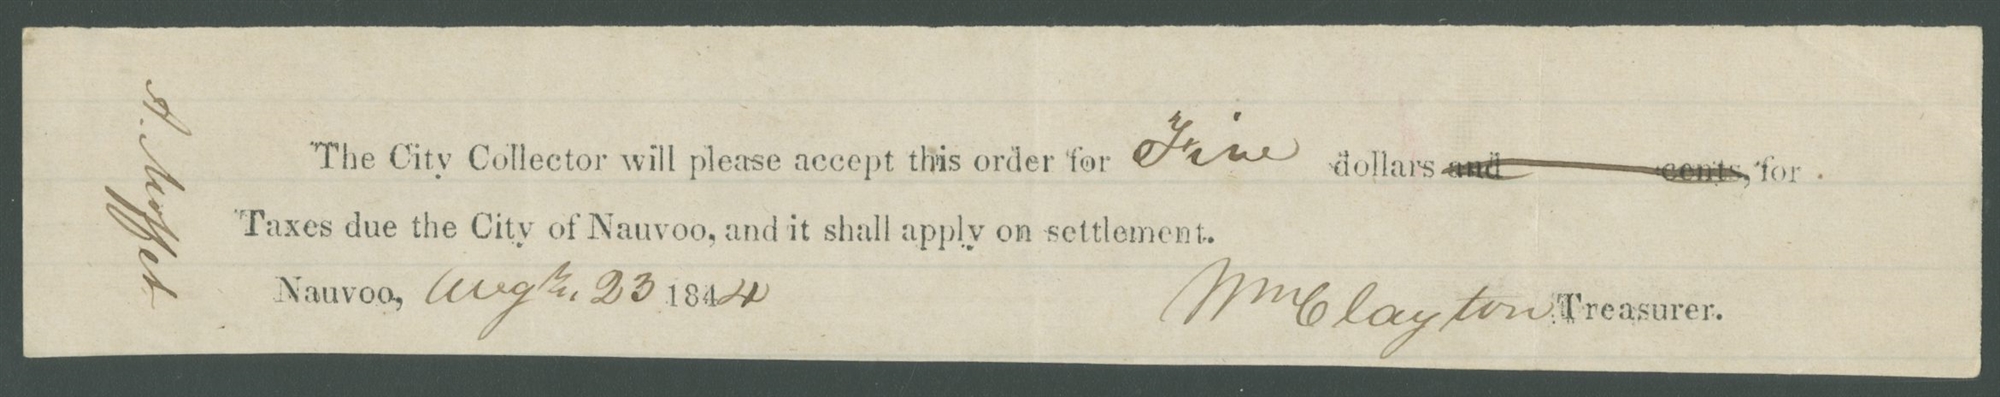 A. Moffet
The City Collector will please accept this order for Five dollars and cents, for
Taxes due the City of Nauvoo, and it shall apply on settlement.
Nauvoo, Augst. 23 1844 Wm Clayton Treasurer.